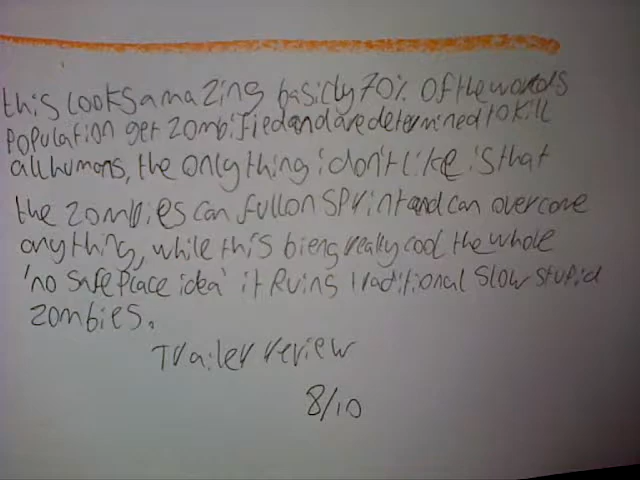 this looks amazing basicly 70% of the worlds
population get zombified and are determined to kill
all humans, the only thing i don't like is that
the zombies can full on sprint and can overcome
anything, while this bieng really cool the whole
'no safe place idea' it ruins traditional slow stupid
zombies.
Trailer review
8/10